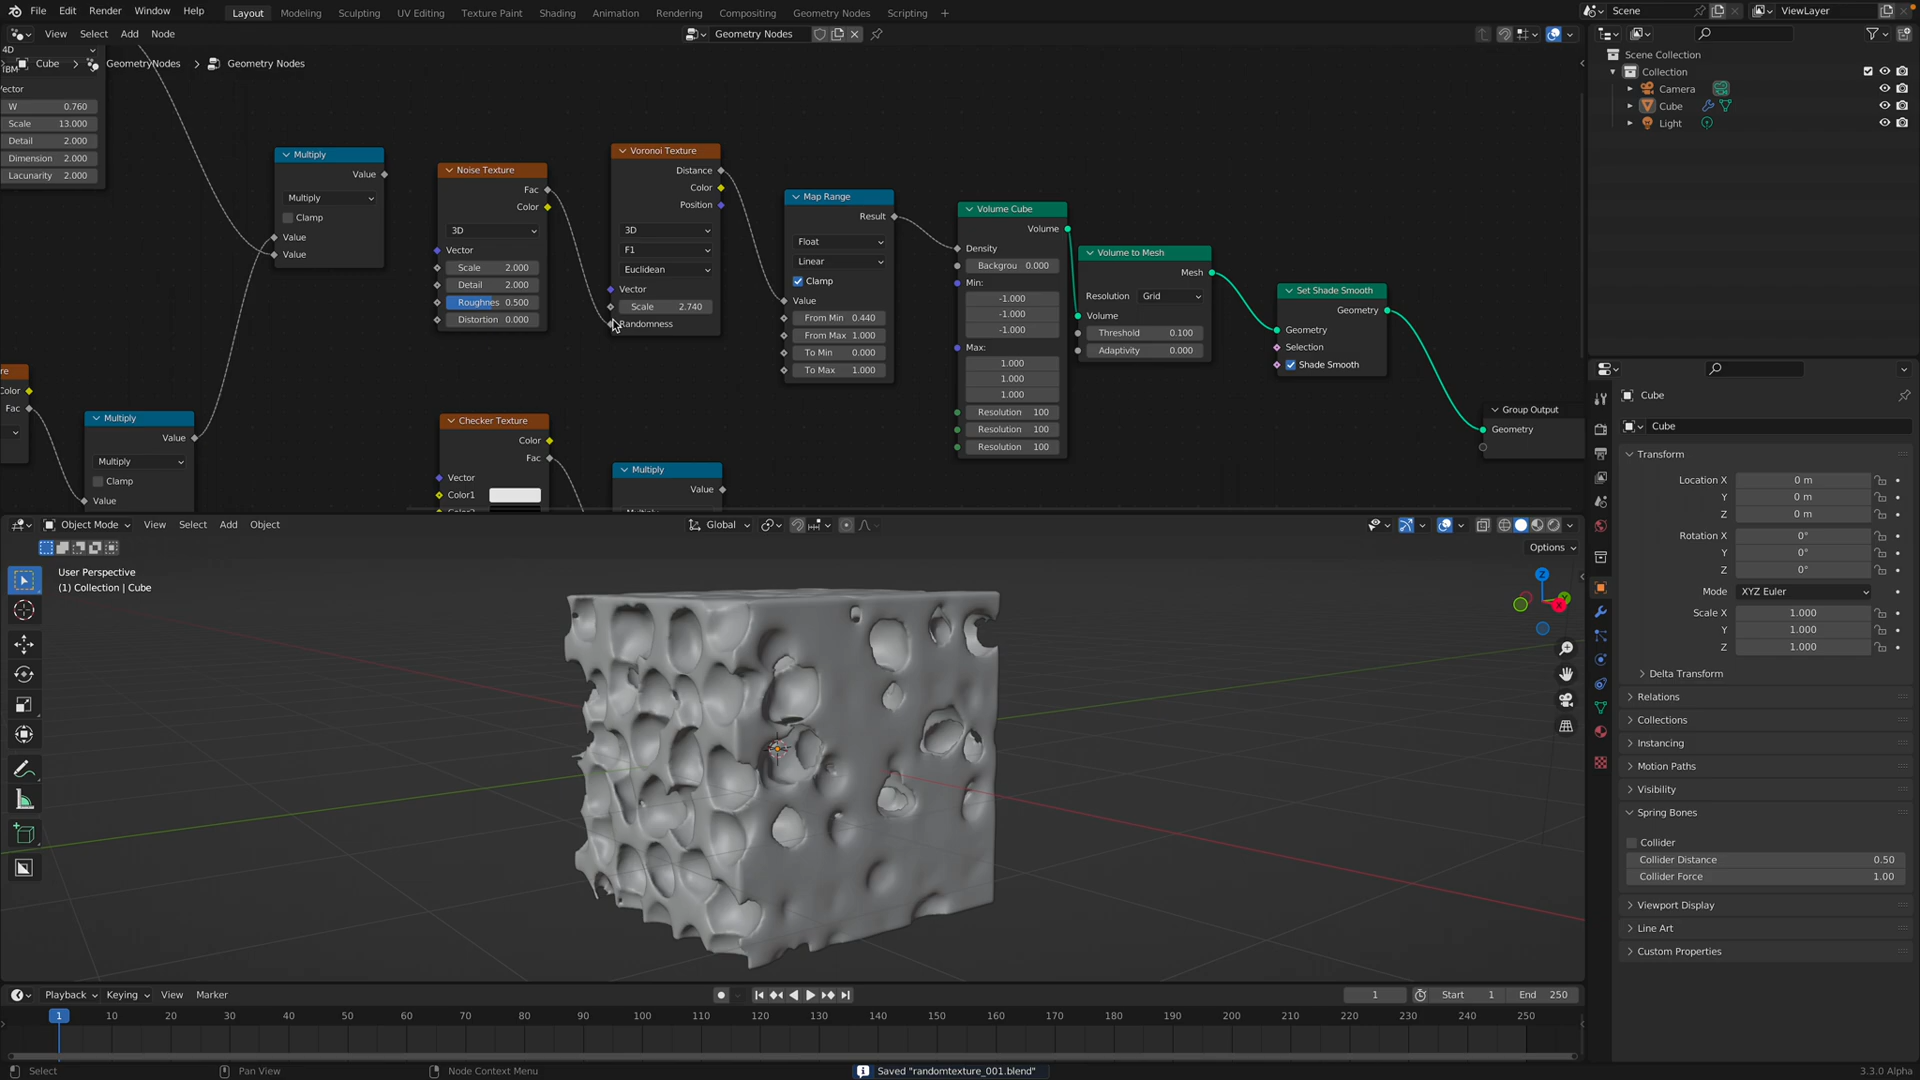 File Edit Render Window Help Layout Modeling Sculpting UV Editing Texture Paint Shading Animation Rendering Compositing Geometry Nodes Scripting + Scene ViewLayer
View Select Add Node Geometry Nodes
Cube > GeometryNodes > Geometry Nodes
4D
W 0.760
Scale 13.000
Detail 2.000
Dimension 2.000
Lacunarity 2.000
Multiply
Value
Multiply
Clamp
Value
Value
Noise Texture
Fac
Color
3D
Vector
Scale 2.000
Detail 2.000
Roughnes 0.500
Distortion 0.000
Voronoi Texture
Distance
Color
Position
3D
F1
Euclidean
Vector
Scale 2.740
Randomness
Map Range
Result
Float
Linear
Clamp
Value
From Min 0.440
From Max 1.000
To Min 0.000
To Max 1.000
Volume Cube
Volume
Density
Backgrou 0.000
Min:
-1.000
-1.000
-1.000
Max:
1.000
1.000
1.000
Resolution 100
Resolution 100
Resolution 100
Volume to Mesh
Mesh
Resolution Grid
Volume
Threshold 0.100
Adaptivity 0.000
Set Shade Smooth
Geometry
Geometry
Selection
Shade Smooth
Group Output
Geometry
re
Color
Fac
Multiply
Value
Multiply
Clamp
Value
Checker Texture
Color
Fac
Vector
Color1
Multiply
Value
Scene Collection
Collection
Camera
Cube
Light
Cube
Cube
Transform
Location X 0 m
Y 0 m
Z 0 m
Rotation X 0°
Y 0°
Z 0°
Mode XYZ Euler
Scale X 1.000
Y 1.000
Z 1.000
Delta Transform
Relations
Collections
Instancing
Motion Paths
Visibility
Spring Bones
Collider
Collider Distance 0.50
Collider Force 1.00
Viewport Display
Line Art
Custom Properties
Object Mode View Select Add Object Global
Options
User Perspective
(1) Collection | Cube
Z
X
Playback Keying View Marker 1 Start 1 End 250
1 10 20 30 40 50 60 70 80 90 100 110 120 130 140 150 160 170 180 190 200 210 220 230 240 250
Select Pan View Node Context Menu Saved "randomtexture_001.blend" 3.3.0 Alpha